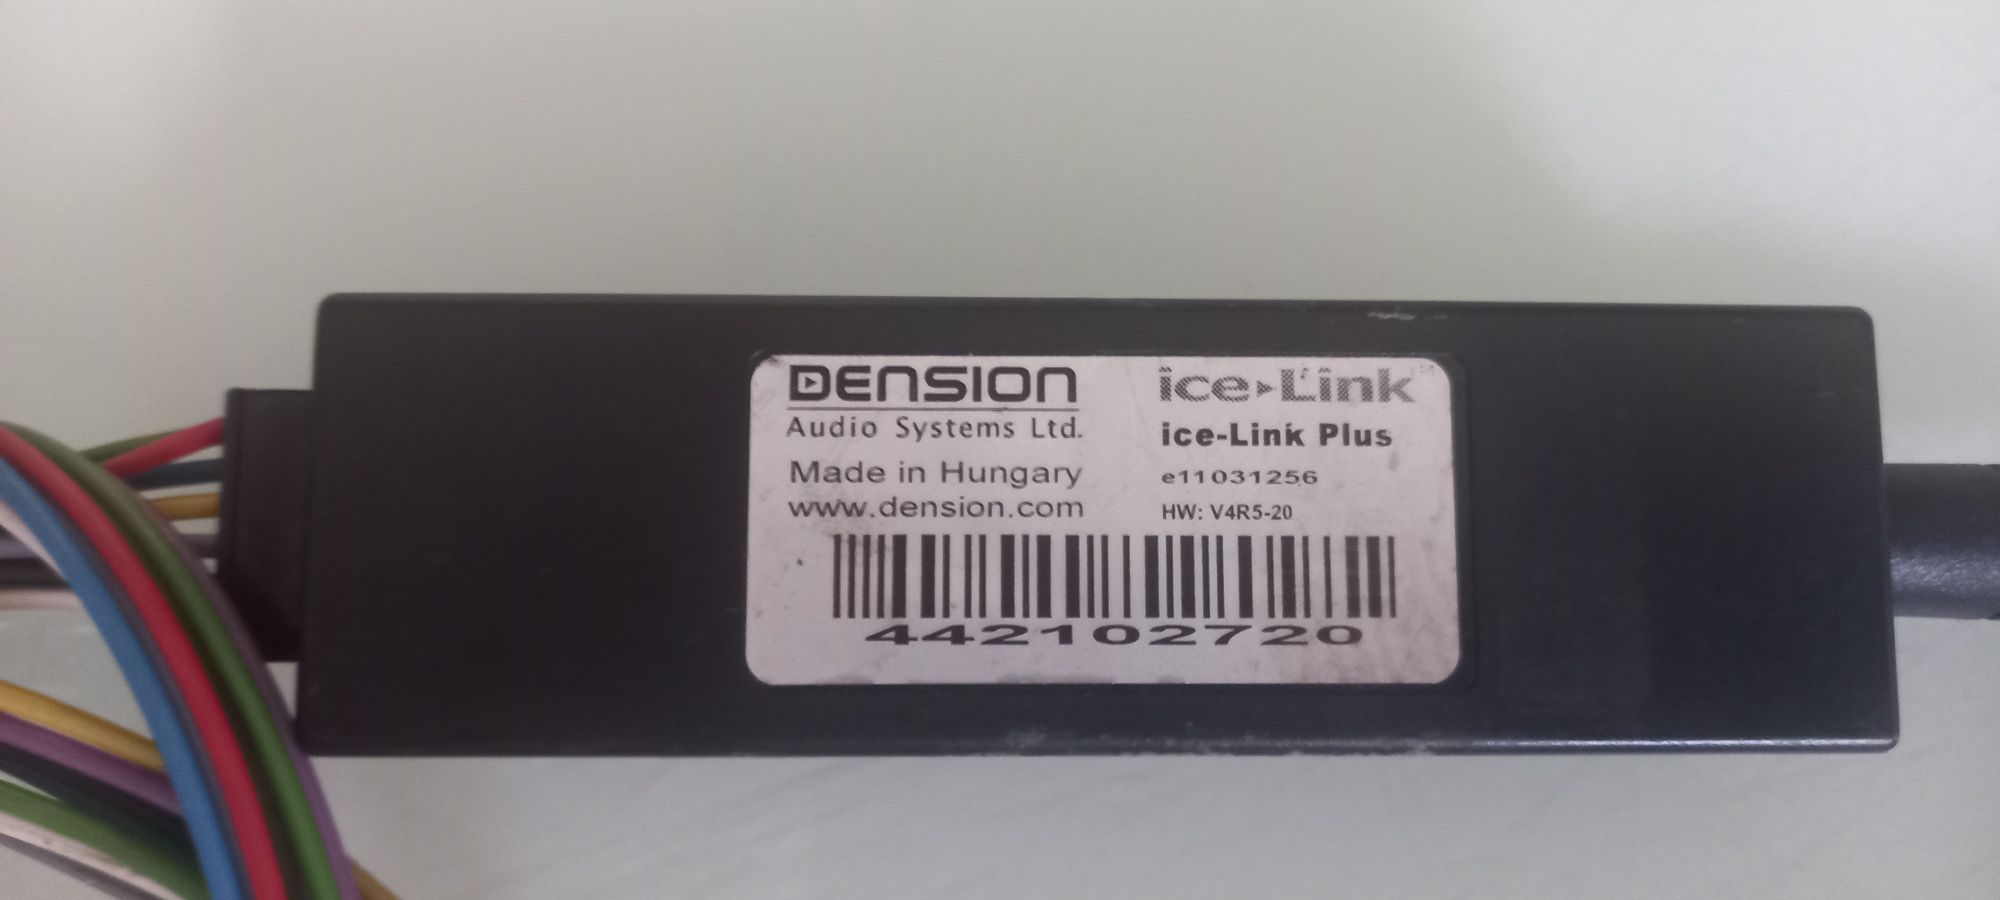 DENSION
Audio Systems Ltd.
Made in Hungary
www.dension.com
ice Link
ice-Link Plus
e11031256
HW: V4R5-20
442102720